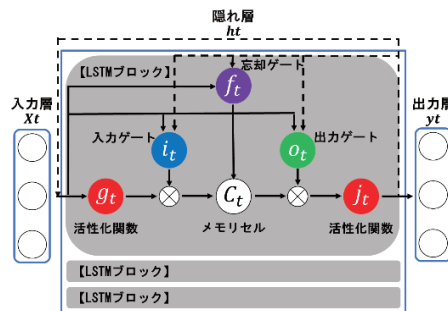 隠れ層
ht
【LSTMブロック】
忘却ゲート
ft
入力層
Xt
出力層
yt
入力ゲート
it
出力ゲート
ot
gt
Ct
jt
活性化関数
メモリセル
活性化関数
【LSTMブロック】
【LSTMブロック】